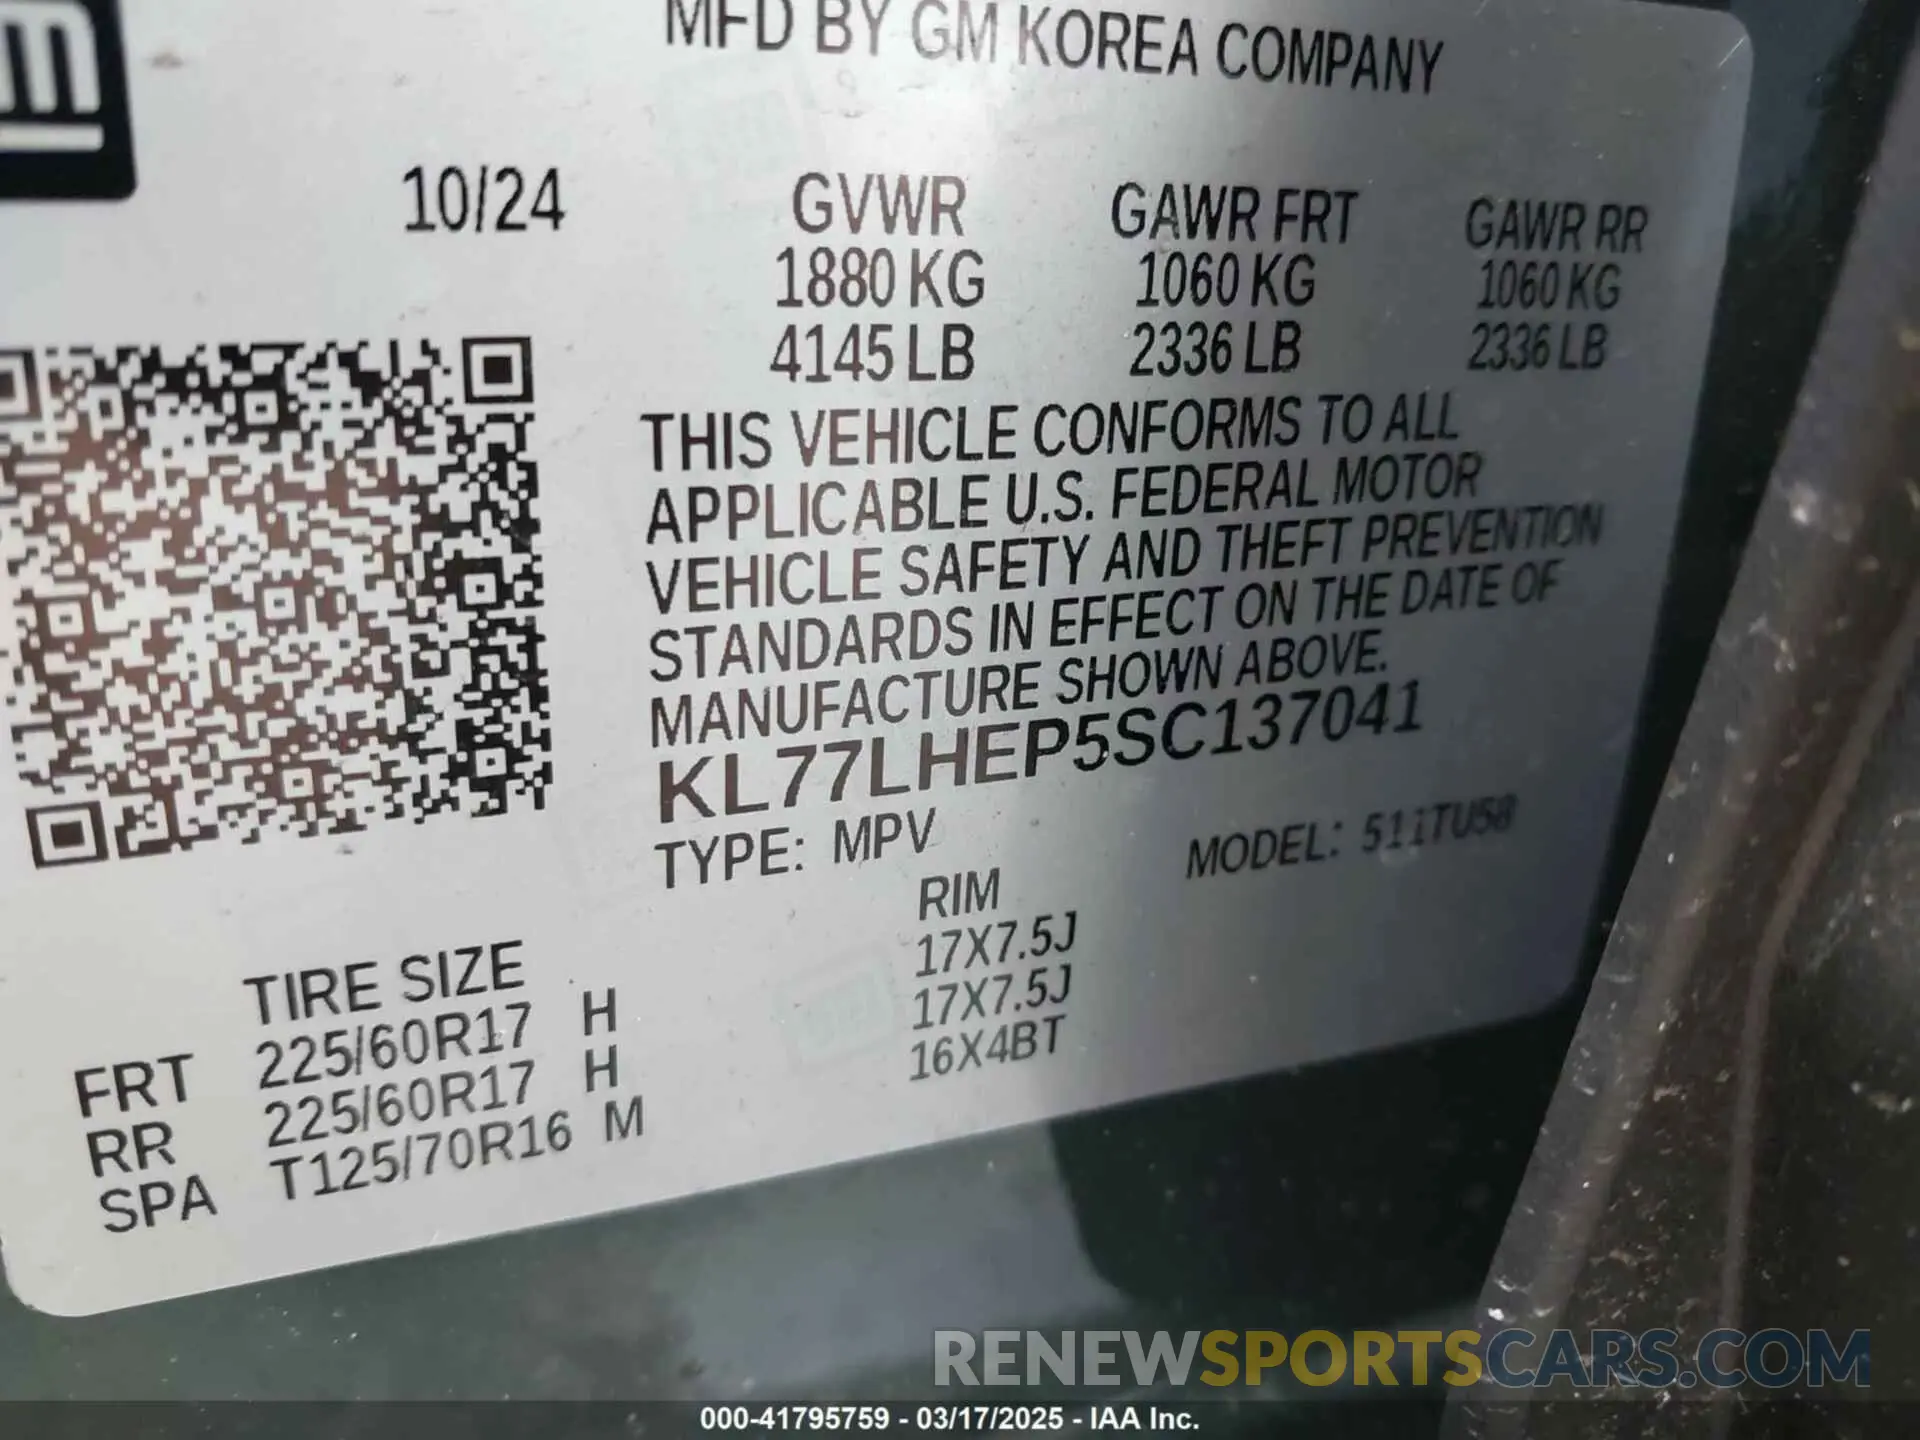 MFD BY GM KOREA COMPANY
10/24
GVWR GAWR FRT GAWR RR
1880 KG 1060 KG 1060 KG
4145 LB 2336 LB 2336 LB
THIS VEHICLE CONFORMS TO ALL
APPLICABLE U.S. FEDERAL MOTOR
VEHICLE SAFETY AND THEFT PREVENTION
STANDARDS IN EFFECT ON THE DATE OF
MANUFACTURE SHOWN ABOVE.
KL77LHEP5SC137041
TYPE: MPV MODEL: 511TU58
TIRE SIZE RIM
FRT 225/60R17 H 17X7.5J
RR 225/60R17 H 17X7.5J
SPA T125/70R16 M 16X4BT
RENEWSPORTSCARS.COM
000-41795759 - 03/17/2025 - IAA Inc.